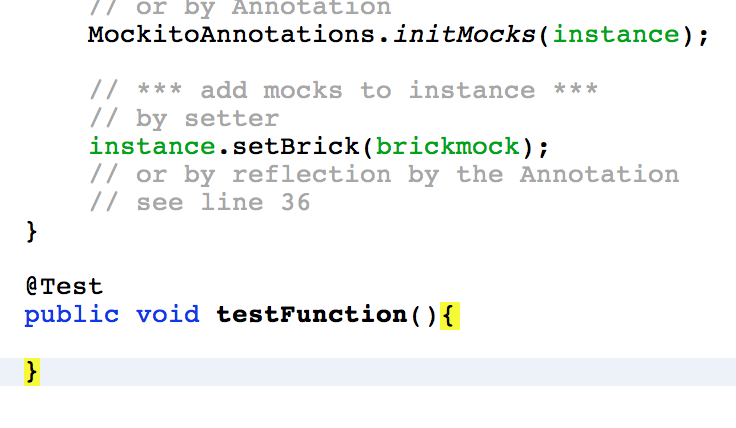 // or by Annotation
MockitoAnnotations.initMocks(instance);
// *** add mocks to instance ***
// by setter
instance.setBrick(brickmock);
// or by reflection by the Annotation
// see line 36
}
@Test
public void testFunction(){
}